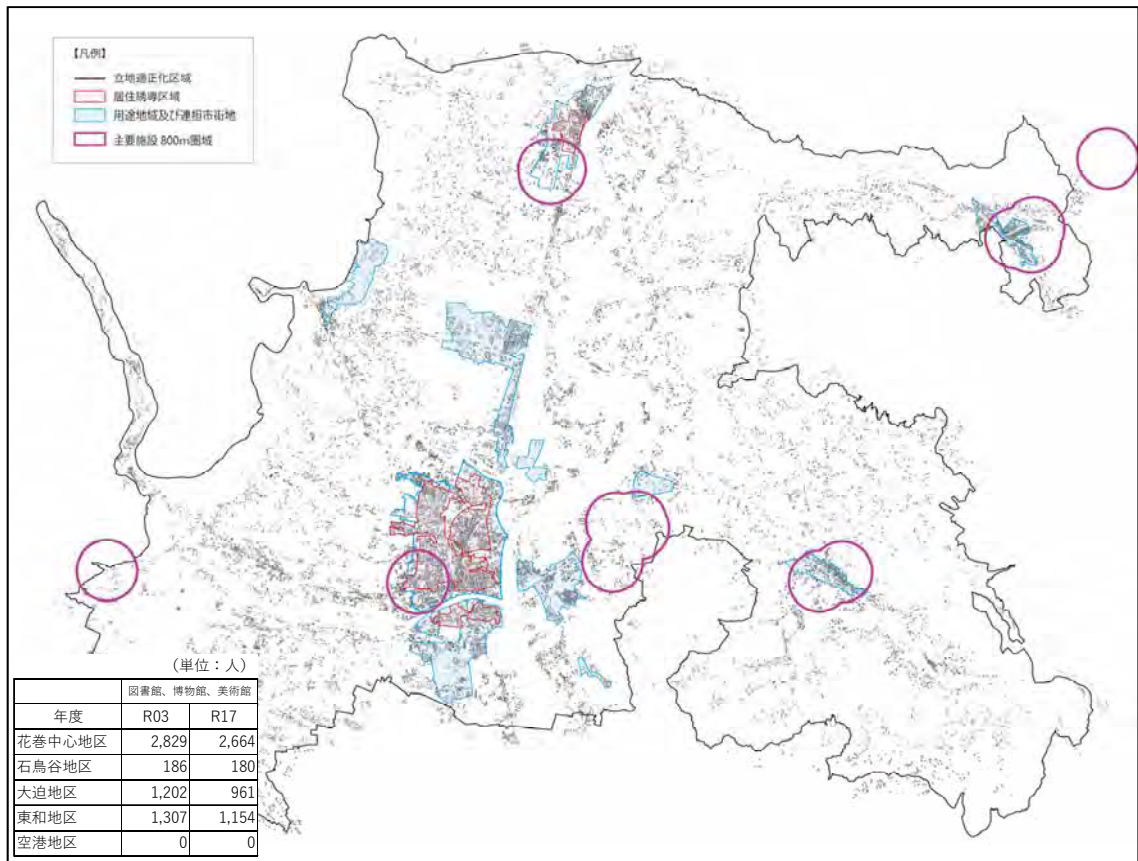 【凡例】
立地適正化区域
居住誘導区域
用途地域及び連担市街地
主要施設 800m圏域
(単位：人)
図書館、博物館、美術館
年度 R03 R17
花巻中心地区 2,829 2,664
石鳥谷地区 186 180
大迫地区 1,202 961
東和地区 1,307 1,154
空港地区 0 0